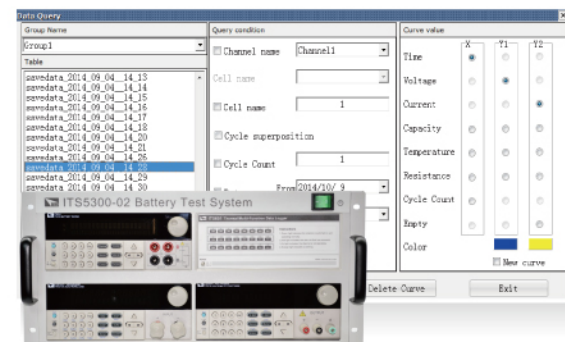 Data Query
Group Name
Group1
Table
savedata_2014_09_04__14_13
savedata_2014_09_04__14_14
savedata_2014_09_04__14_15
savedata_2014_09_04__14_16
savedata_2014_09_04__14_17
savedata_2014_09_04__14_18
savedata_2014_09_04__14_20
savedata_2014_09_04__14_21
savedata_2014_09_04__14_26
savedata_2014_09_04__14_28
savedata_2014_09_04__14_29
savedata_2014_09_04__14_30
Query condition
Channel name Channel1
Cell name
Cell name 1
Cycle superposition
Cycle Count 1
From 2014/10/ 9
Curve value
X Y1 Y2
Time
Voltage
Current
Capacity
Temperature
Resistance
Cycle Count
Empty
Color
New curve
Delete Curve
Exit
ITS5300-02 Battery Test System